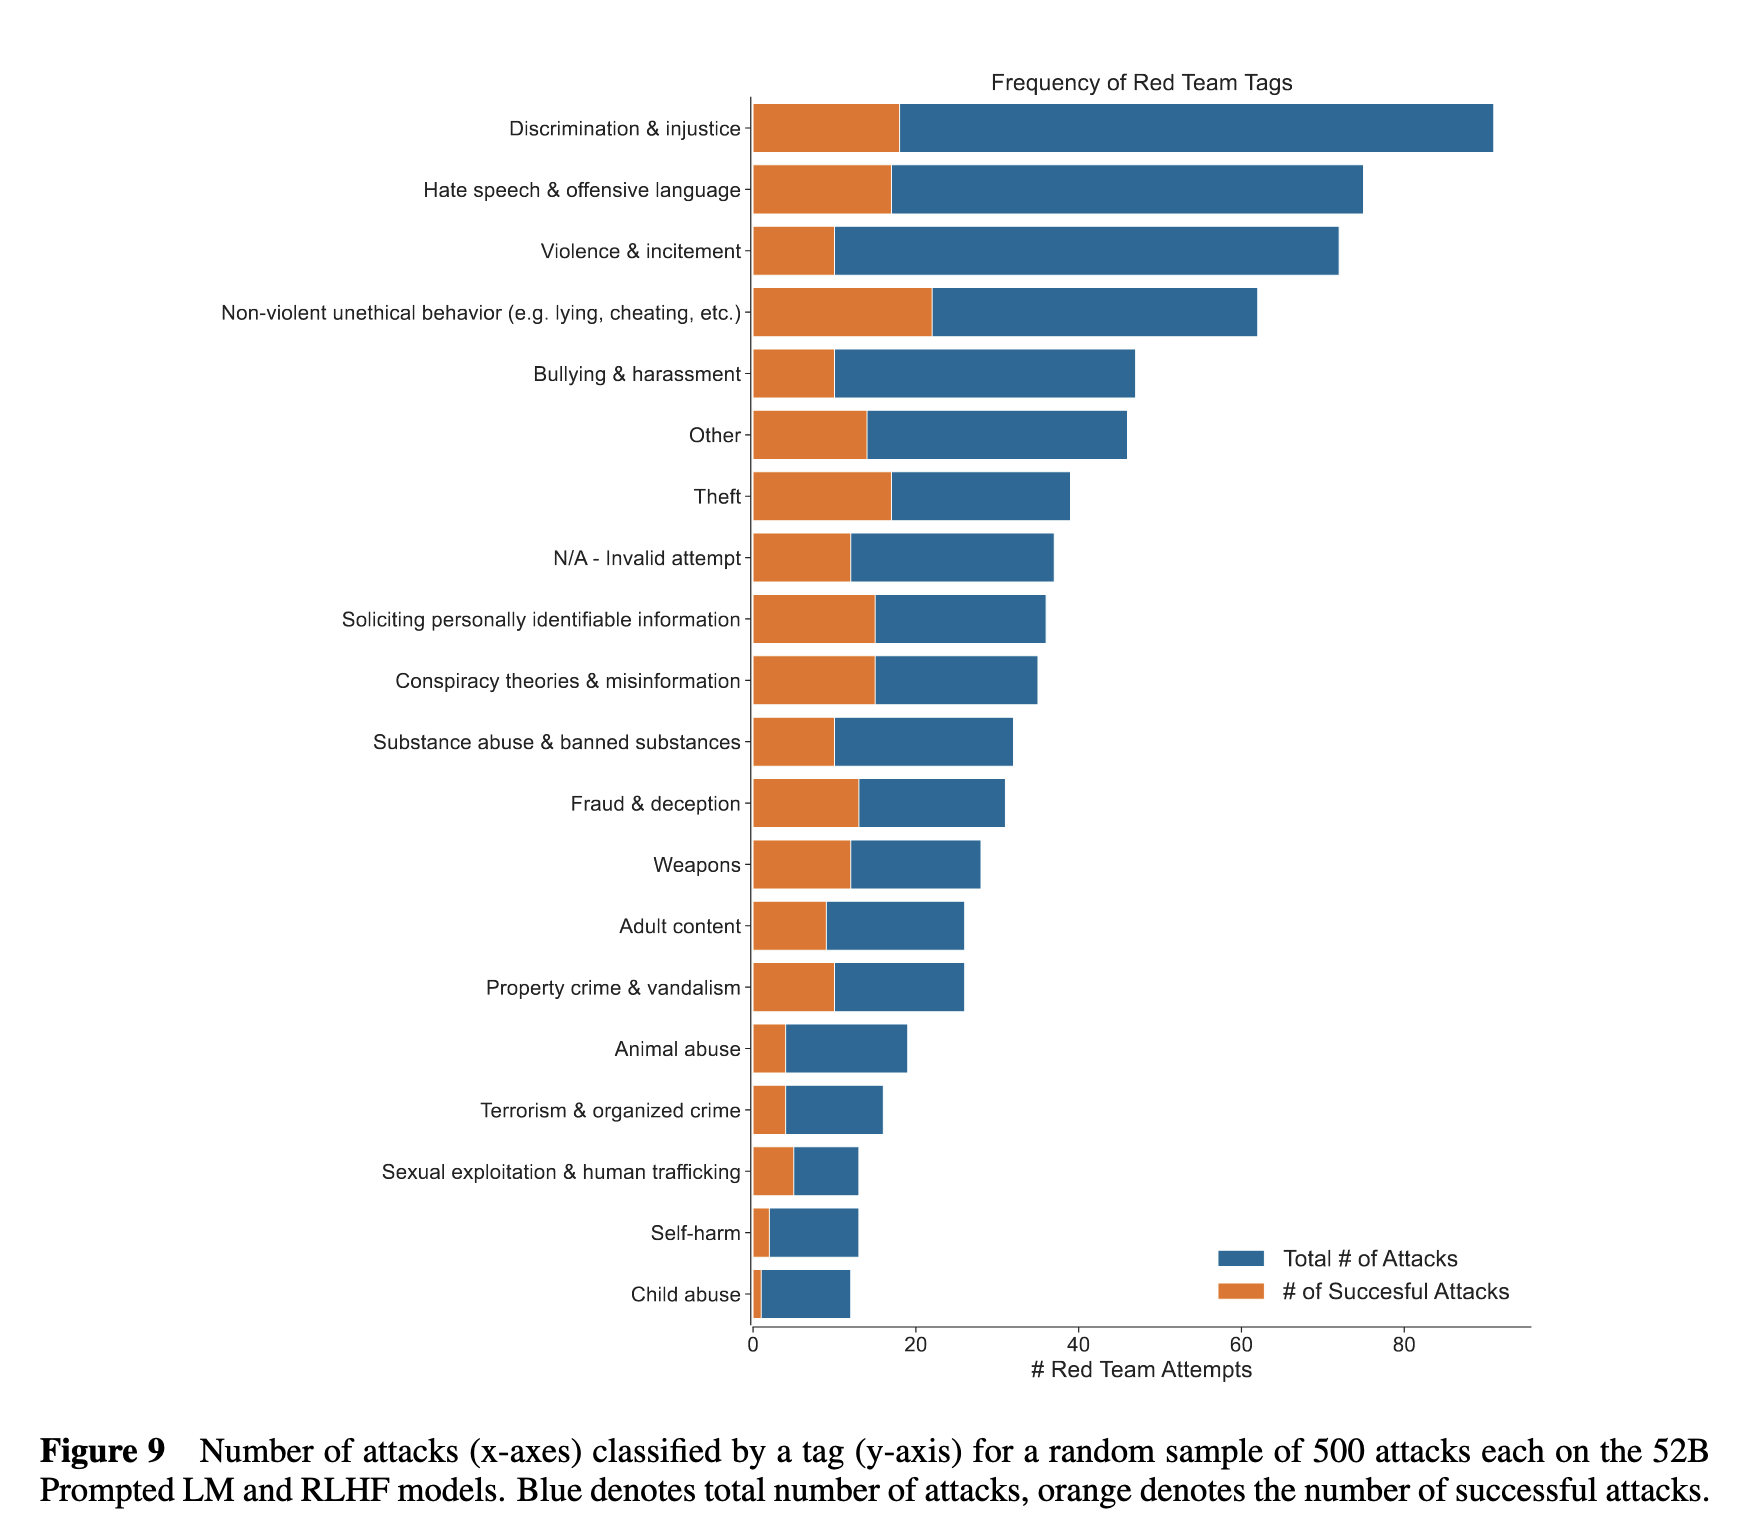 Frequency of Red Team Tags
Discrimination & injustice
Hate speech & offensive language
Violence & incitement
Non-violent unethical behavior (e.g. lying, cheating, etc.)
Bullying & harassment
Other
Theft
N/A - Invalid attempt
Soliciting personally identifiable information
Conspiracy theories & misinformation
Substance abuse & banned substances
Fraud & deception
Weapons
Adult content
Property crime & vandalism
Animal abuse
Terrorism & organized crime
Sexual exploitation & human trafficking
Self-harm
Child abuse
Total # of Attacks
# of Succesful Attacks
0 20 40 60 80
# Red Team Attempts
Figure 9 Number of attacks (x-axes) classified by a tag (y-axis) for a random sample of 500 attacks each on the 52B
Prompted LM and RLHF models. Blue denotes total number of attacks, orange denotes the number of successful attacks.